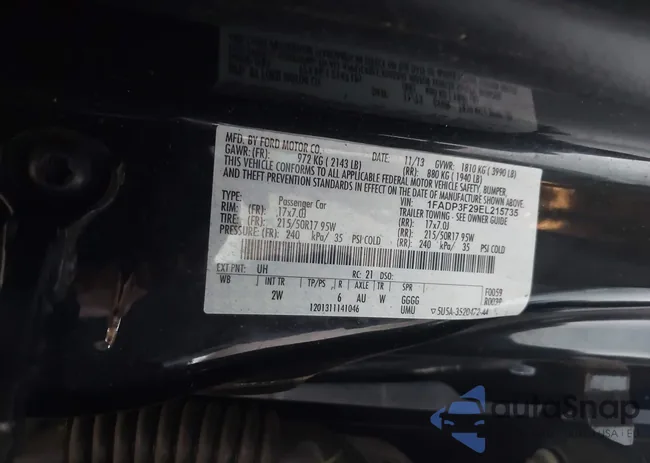 MFD. BY FORD MOTOR CO.
DATE: 11/13 GVWR: 1810 KG ( 3990 LB)
GAWR: (FR): 972 KG ( 2143 LB) (RR): 880 KG ( 1940 LB)
THIS VEHICLE CONFORMS TO ALL APPLICABLE FEDERAL MOTOR VEHICLE SAFETY, BUMPER,
AND THEFT PREVENTION STANDARDS IN EFFECT ON THE DATE OF MANUFACTURE SHOWN ABOVE.
VIN: 1FADP3F29EL215735
TYPE: Passenger Car TRAILER TOWING - SEE OWNER GUIDE
RIM: (FR): 17x7.0J (RR): 17x7.0J
TIRE: (FR): 215/50R17 95W (RR): 215/50R17 95W
PRESSURE: (FR): 240 kPa/ 35 PSI COLD (RR): 240 kPa/ 35 PSI COLD
EXT PNT: UH RC: 21 DSO: F0059
WB INT TR TP/PS R AXLE TR SPR R0039
2W 6 AU W GGGG
1201311141046 UMU
autoSnap